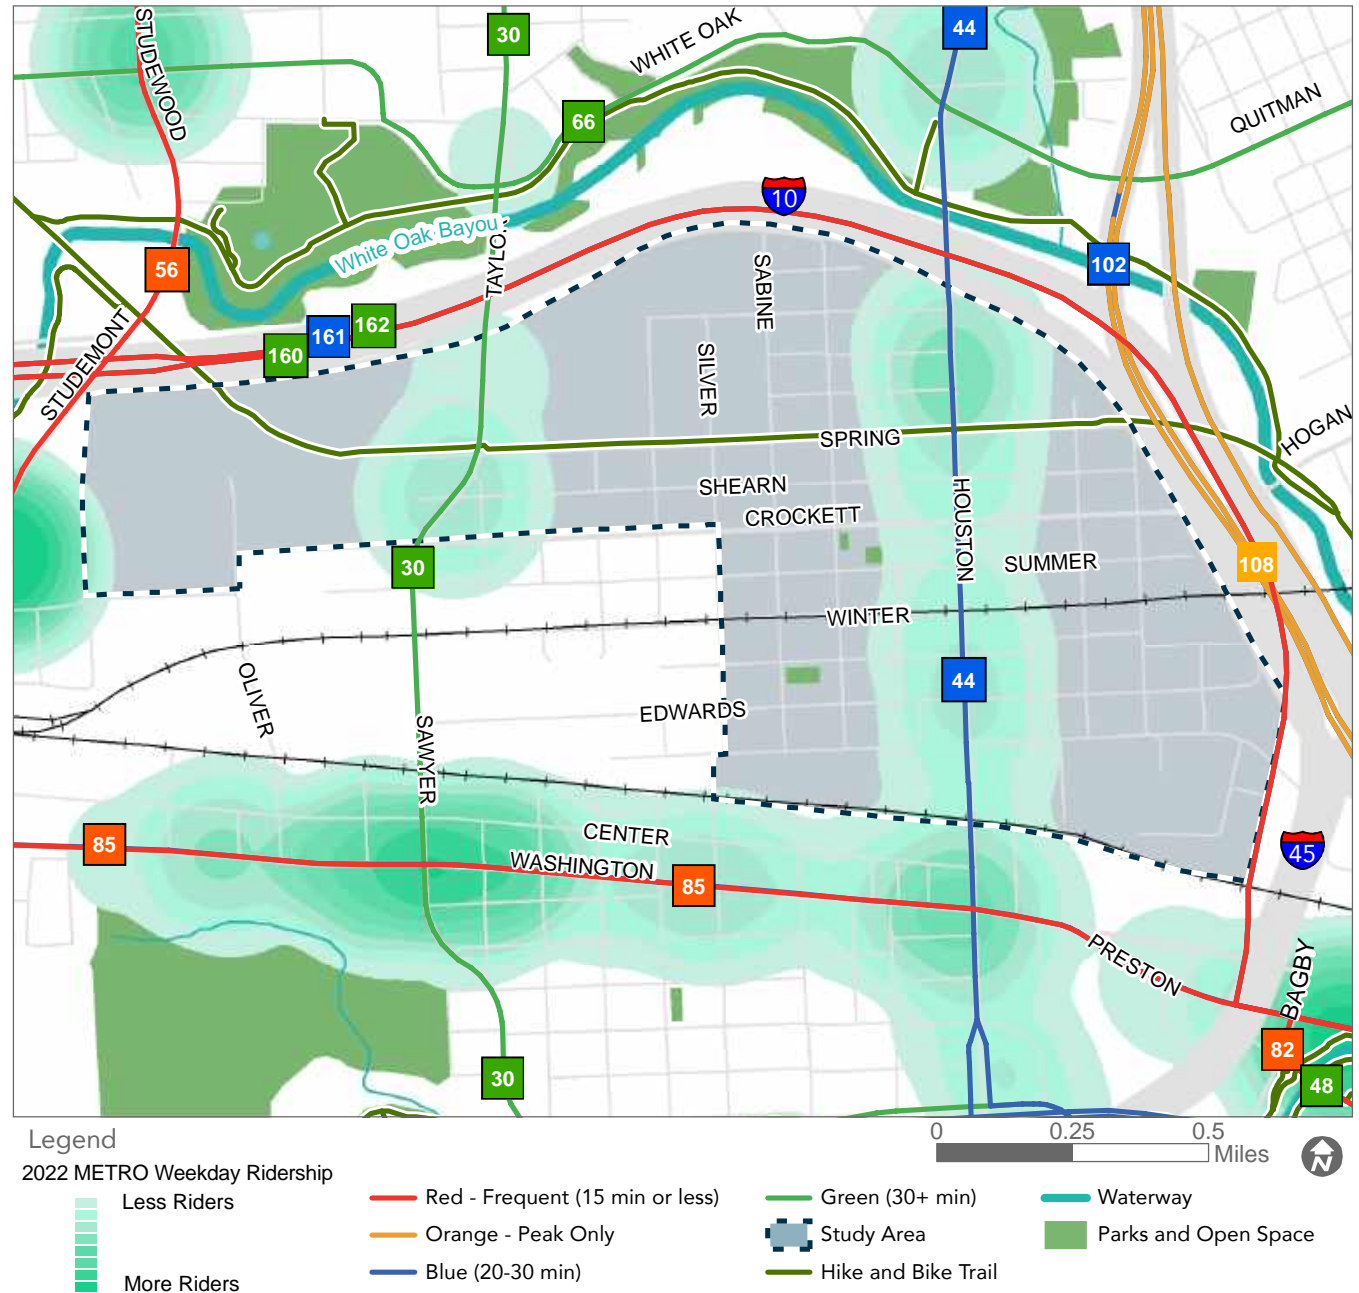 STUDEWOOD
30
WHITE OAK
44
66
QUITMAN
10
White Oak Bayou
TAYLO
56
102
SABINE
162
161
160
STUDEMONT
SILVER
HOGAN
SPRING
SHEARN
CROCKETT
HOUSTON
SUMMER
108
30
WINTER
44
OLIVER
EDWARDS
SAWYER
CENTER
WASHINGTON
85
85
45
PRESTON
BAGBY
82
48
30
Legend
2022 METRO Weekday Ridership
Less Riders
More Riders
Red - Frequent (15 min or less)
Orange - Peak Only
Blue (20-30 min)
Green (30+ min)
Study Area
Hike and Bike Trail
Waterway
Parks and Open Space
0 0.25 0.5
Miles
N